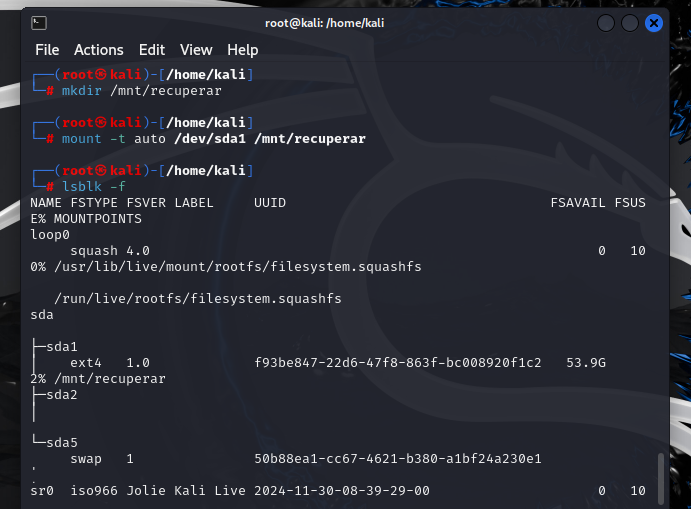 root@kali: /home/kali
File Actions Edit View Help
┌──(root㉿kali)-[/home/kali]
└─# mkdir /mnt/recuperar
┌──(root㉿kali)-[/home/kali]
└─# mount -t auto /dev/sda1 /mnt/recuperar
┌──(root㉿kali)-[/home/kali]
└─# lsblk -f
NAME FSTYPE FSVER LABEL UUID FSAVAIL FSUS
E% MOUNTPOINTS
loop0
squash 4.0 0 10
0% /usr/lib/live/mount/rootfs/filesystem.squashfs
/run/live/rootfs/filesystem.squashfs
sda
├─sda1
│ ext4 1.0 f93be847-22d6-47f8-863f-bc008920f1c2 53.9G
2% /mnt/recuperar
├─sda2
│
└─sda5
swap 1 50b88ea1-cc67-4621-b380-a1bf24a230e1
sr0 iso966 Jolie Kali Live 2024-11-30-08-39-29-00 0 10